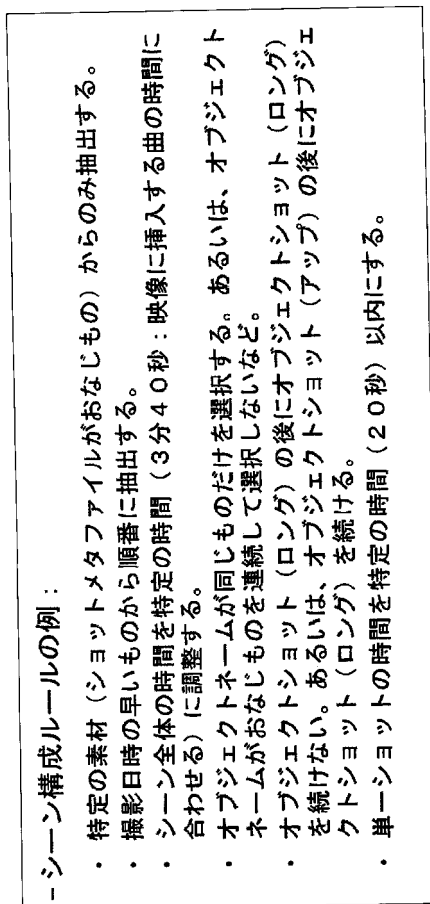 －シーン構成ルールの例：
・ 特定の素材（ショットメタファイルがおなじもの）からのみ抽出する。
・ 撮影日時の早いものから順番に抽出する。
・ シーン全体の時間を特定の時間（３分４０秒：映像に挿入する曲の時間に
合わせる）に調整する。
・ オブジェクトネームが同じものだけを選択する。あるいは、オブジェクト
ネームがおなじものを連続して選択しないなど。
・ オブジェクトショット（ロング）の後にオブジェクトショット（ロング）
を続けない。あるいは、オブジェクトショット（アップ）の後にオブジェ
クトショット（ロング）を続ける。
・ 単一ショットの時間を特定の時間（２０秒）以内にする。